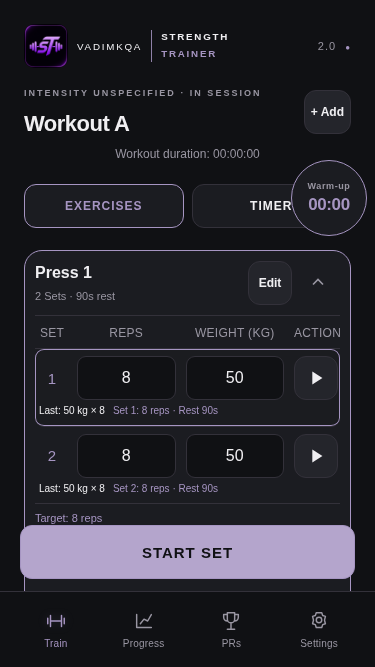 ST
VADIMKQA
STRENGTH
TRAINER
2.0
INTENSITY UNSPECIFIED · IN SESSION
Workout A
+ Add
Workout duration: 00:00:00
Warm-up
00:00
EXERCISES
TIMER
Press 1
2 Sets · 90s rest
Edit
SET REPS WEIGHT (KG) ACTION
1 8 50
Last: 50 kg × 8 Set 1: 8 reps · Rest 90s
2 8 50
Last: 50 kg × 8 Set 2: 8 reps · Rest 90s
Target: 8 reps
START SET
Train Progress PRs Settings